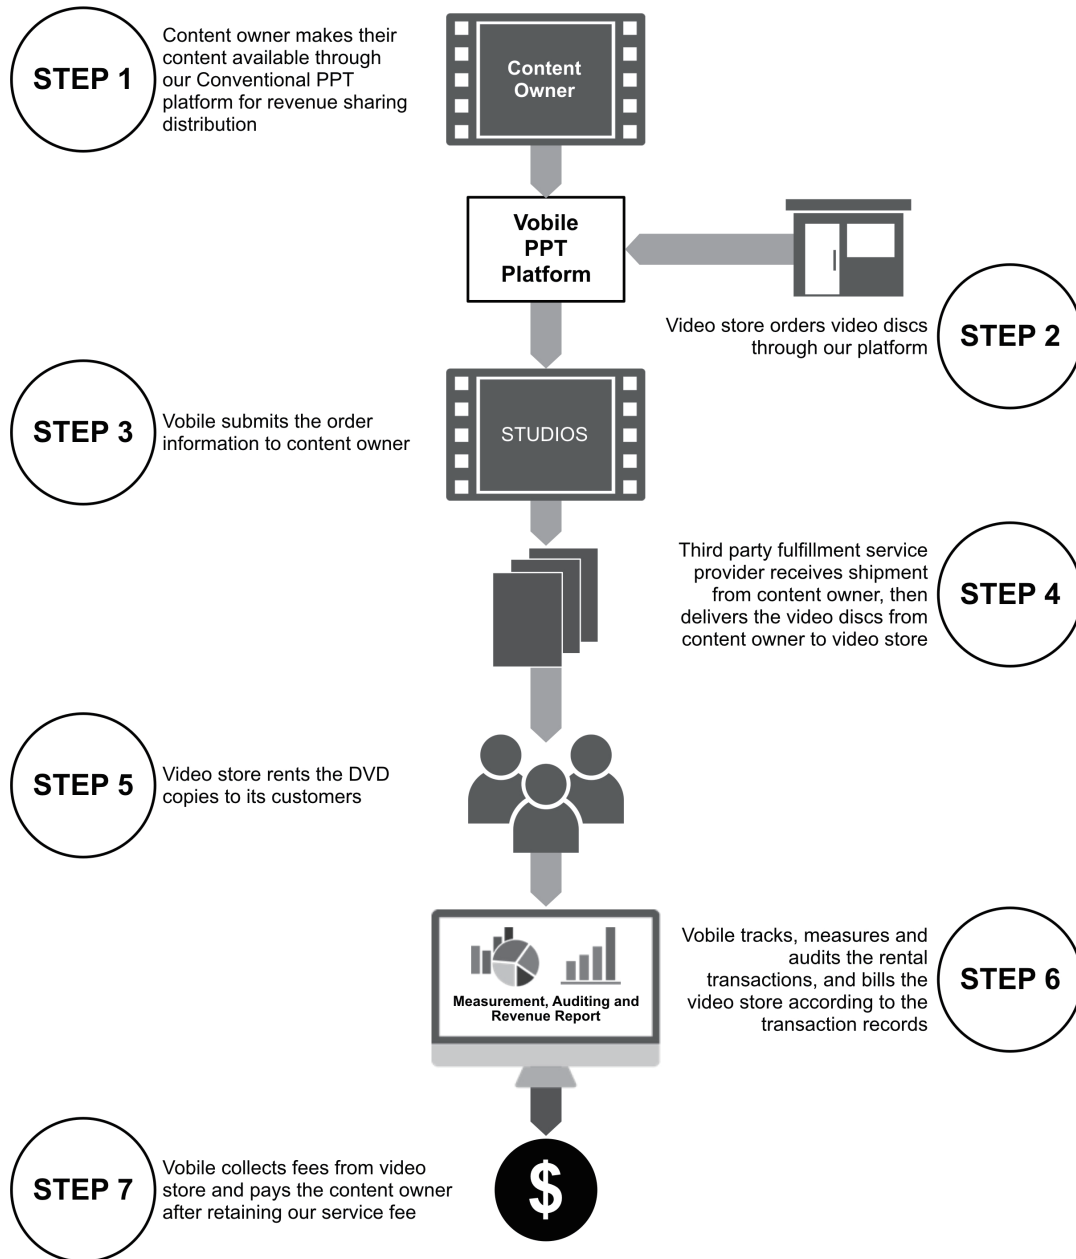 STEP 1
Content owner makes their
content available through
our Conventional PPT
platform for revenue sharing
distribution
Content
Owner
Vobile
PPT
Platform
Video store orders video discs
through our platform
STEP 2
STEP 3
Vobile submits the order
information to content owner
STUDIOS
Third party fulfillment service
provider receives shipment
from content owner, then
delivers the video discs from
content owner to video store
STEP 4
STEP 5
Video store rents the DVD
copies to its customers
Measurement, Auditing and
Revenue Report
Vobile tracks, measures and
audits the rental
transactions, and bills the
video store according to the
transaction records
STEP 6
STEP 7
Vobile collects fees from video
store and pays the content owner
after retaining our service fee
$